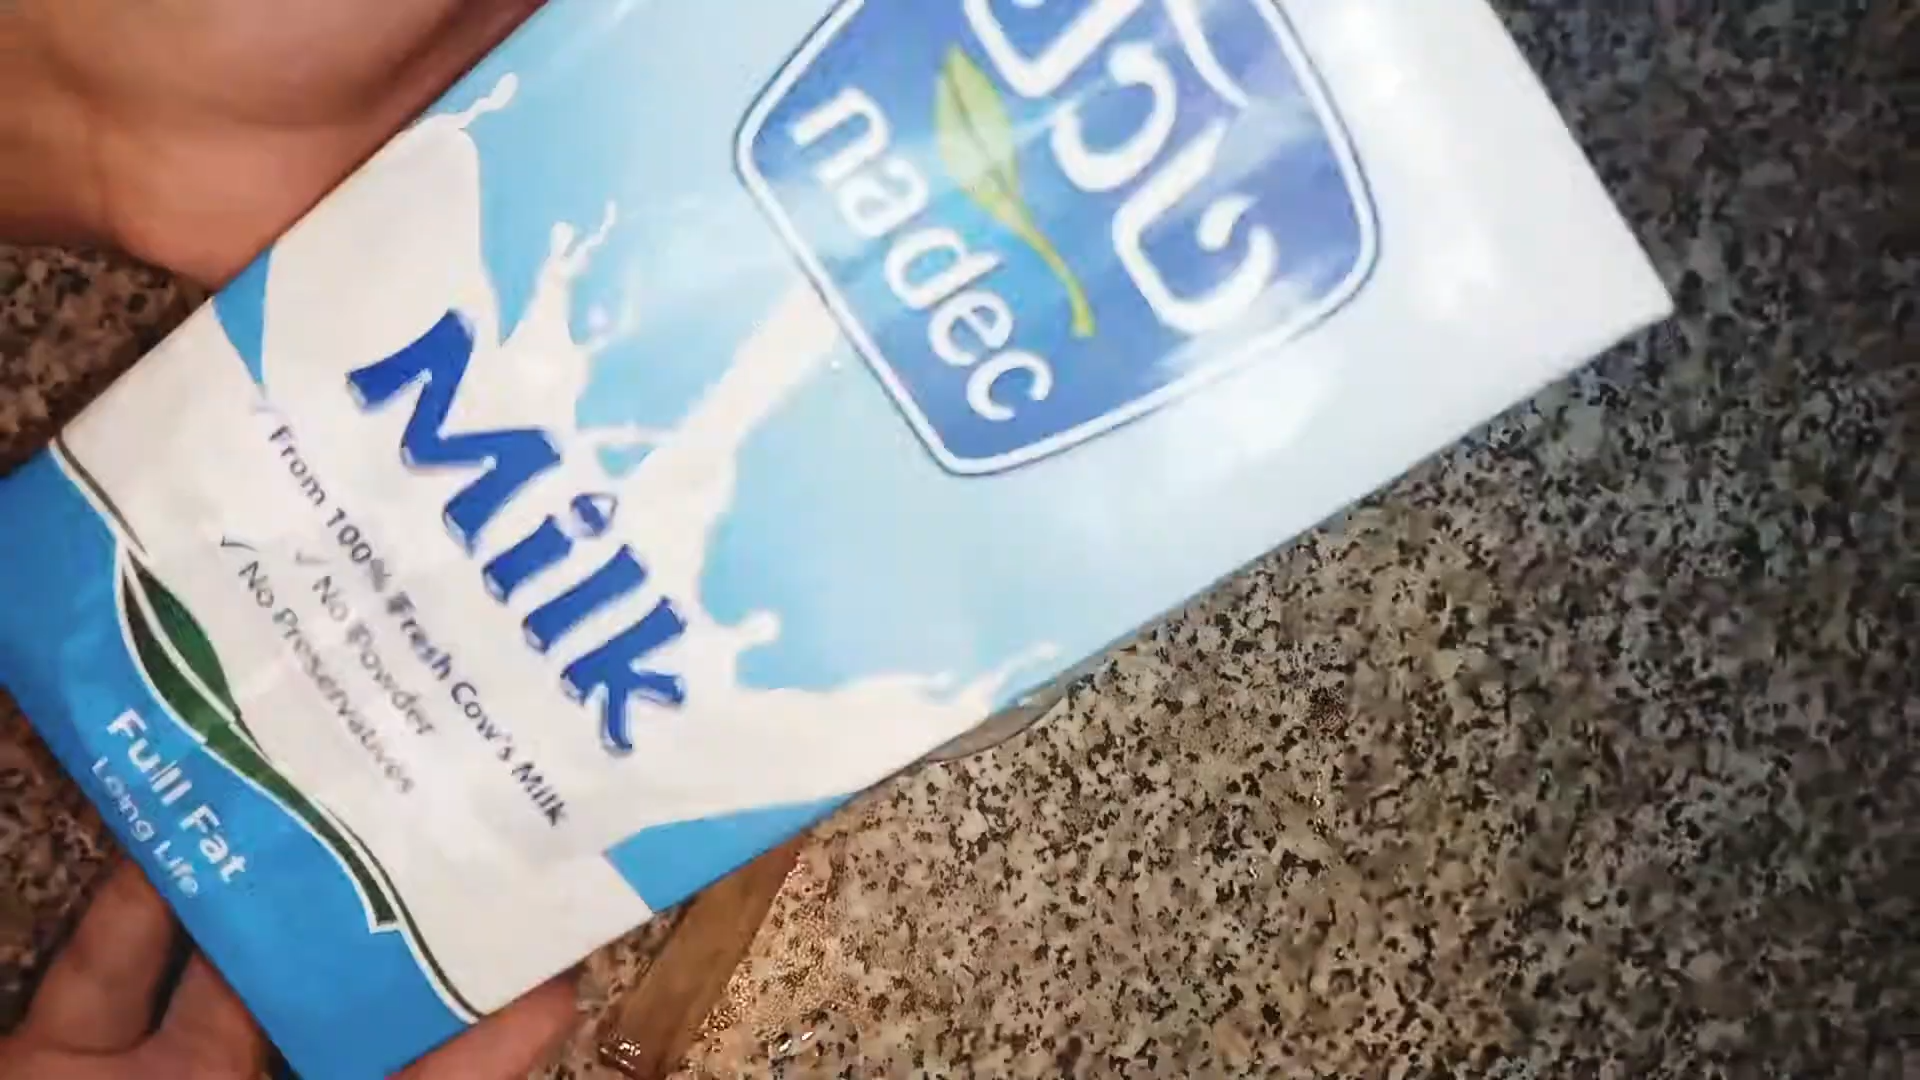 نادك
nadec
Milk
✓ From 100% Fresh Cow's Milk
✓ No Powder
✓ No Preservatives
Full Fat
Long Life